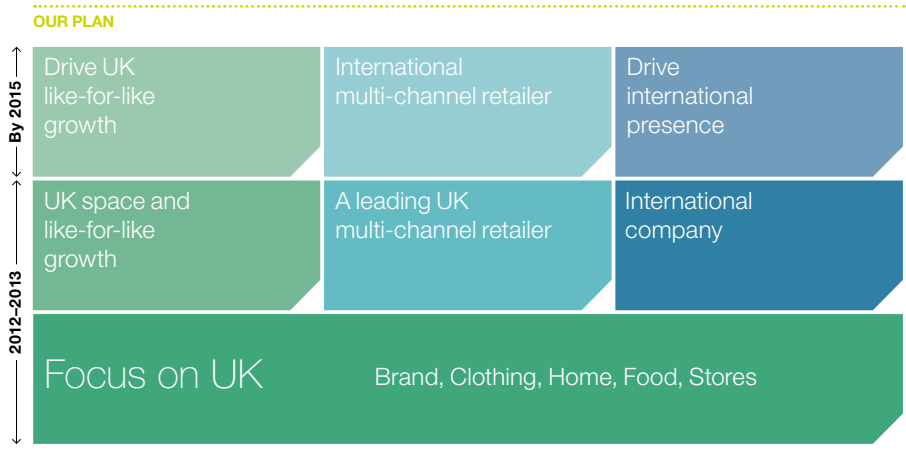 OUR PLAN
By 2015
Drive UK
like-for-like
growth
International
multi-channel retailer
Drive
international
presence
2012–2013
UK space and
like-for-like
growth
A leading UK
multi-channel retailer
International
company
Focus on UK
Brand, Clothing, Home, Food, Stores